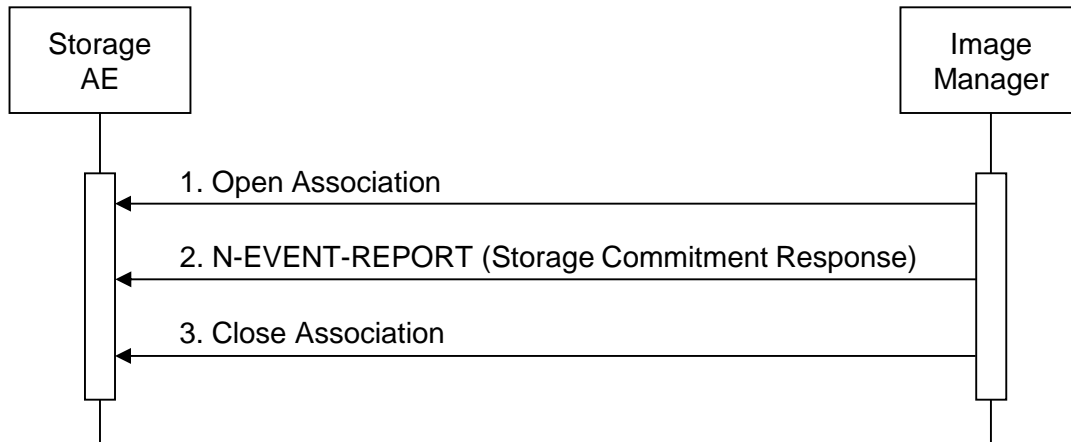 Storage
AE
Image
Manager
1. Open Association
2. N-EVENT-REPORT (Storage Commitment Response)
3. Close Association